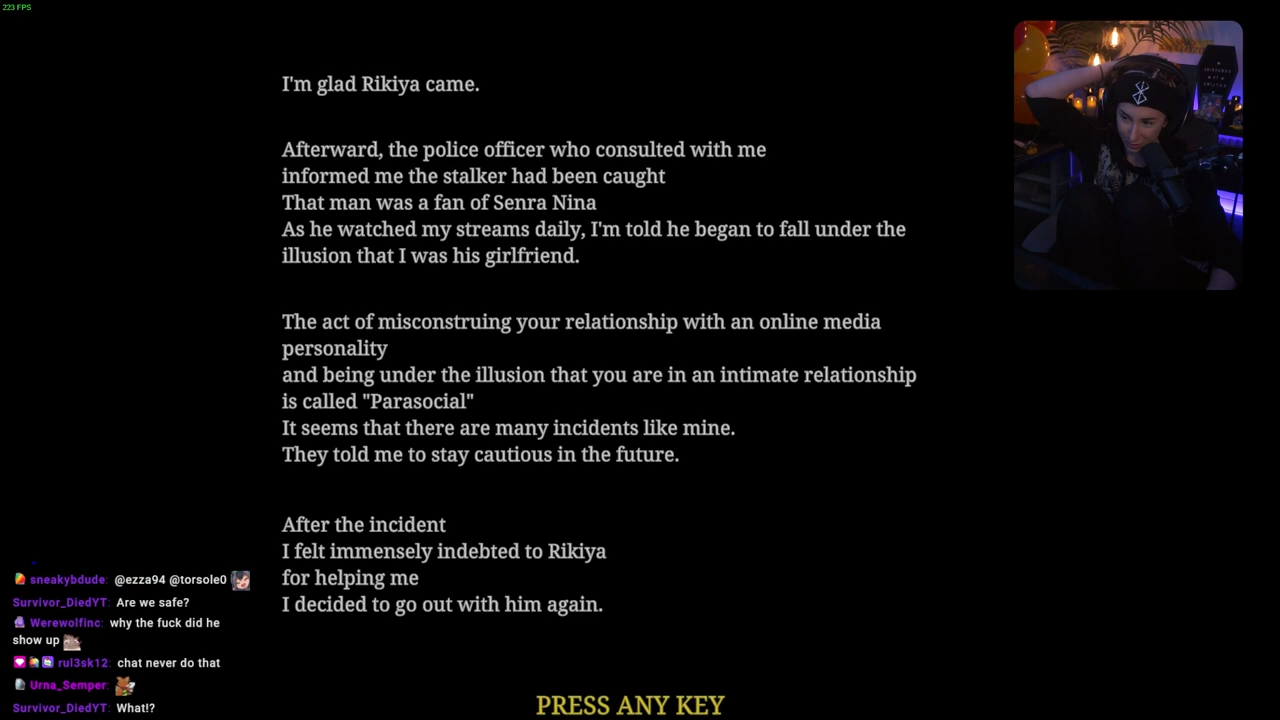 223 FPS
I'm glad Rikiya came.
Afterward, the police officer who consulted with me
informed me the stalker had been caught
That man was a fan of Senra Nina
As he watched my streams daily, I'm told he began to fall under the
illusion that I was his girlfriend.
The act of misconstruing your relationship with an online media
personality
and being under the illusion that you are in an intimate relationship
is called "Parasocial"
It seems that there are many incidents like mine.
They told me to stay cautious in the future.
After the incident
I felt immensely indebted to Rikiya
for helping me
I decided to go out with him again.
sneakybdude: @ezza94 @torsole0
Survivor_DiedYT: Are we safe?
Werewolfinc: why the fuck did he
show up
rul3sk12: chat never do that
Urna_Semper:
Survivor_DiedYT: What!?
PRESS ANY KEY